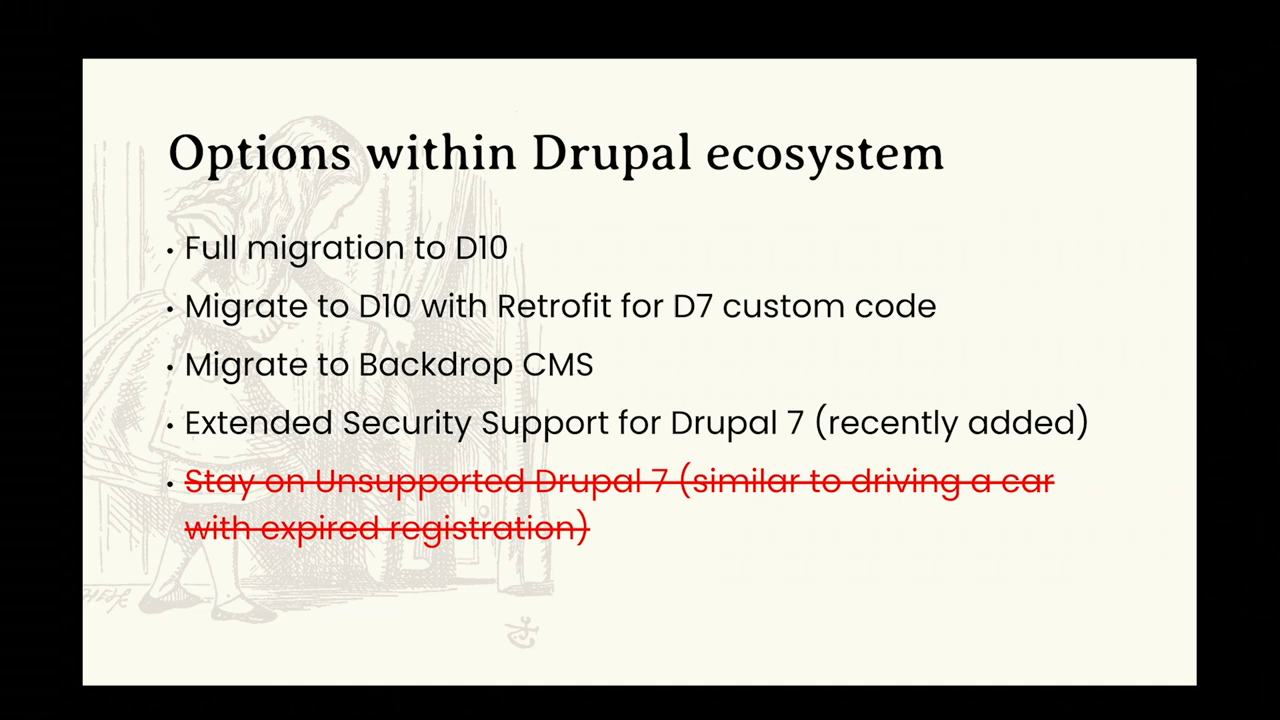 Options within Drupal ecosystem
• Full migration to D10
• Migrate to D10 with Retrofit for D7 custom code
• Migrate to Backdrop CMS
• Extended Security Support for Drupal 7 (recently added)
• Stay on Unsupported Drupal 7 (similar to driving a car
with expired registration)